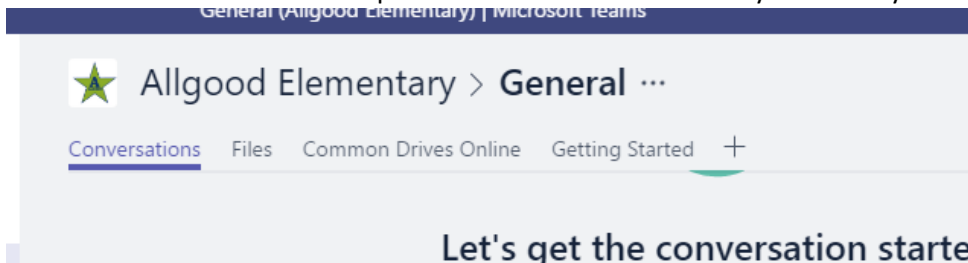 General (Allgood Elementary) | Microsoft Teams
A
Allgood Elementary > General ···
Conversations Files Common Drives Online Getting Started +
Let's get the conversation starte